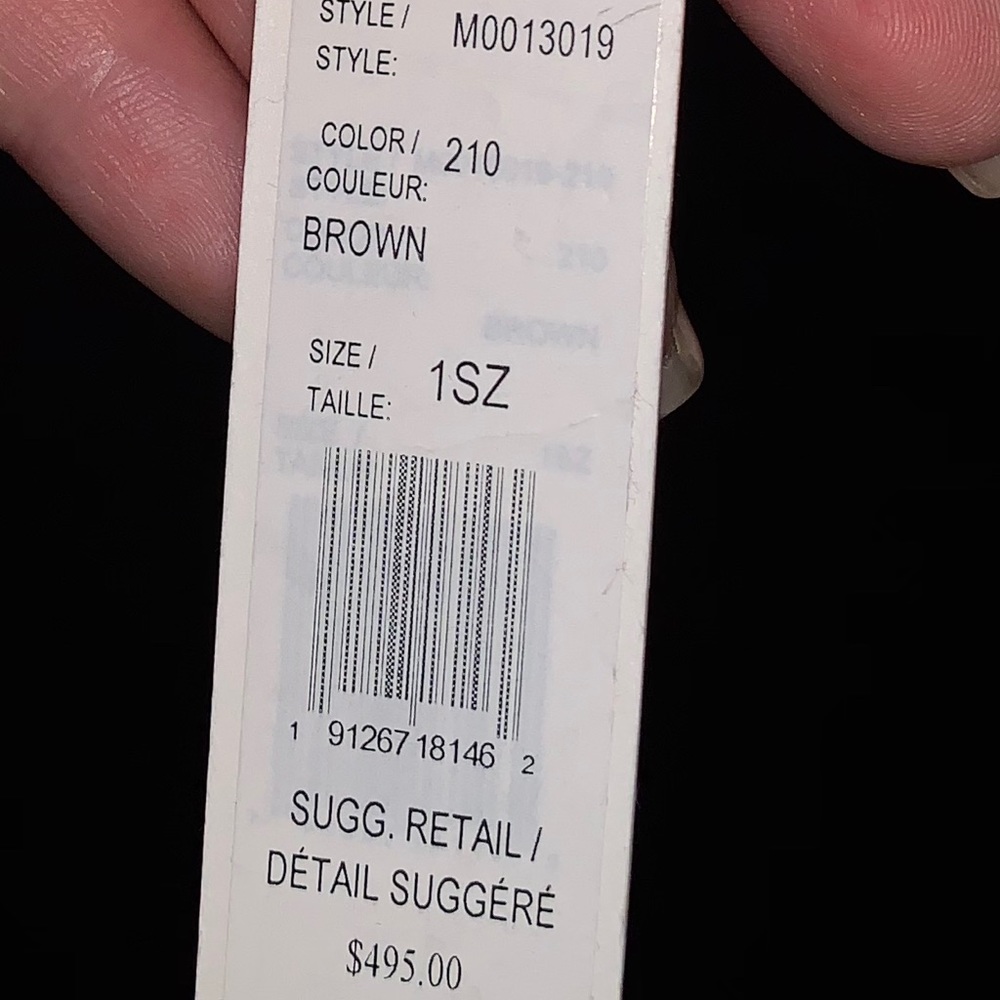 STYLE / M0013019
STYLE:
COLOR / 210
COULEUR:
BROWN
SIZE / 1SZ
TAILLE:
1 91267 18146 2
SUGG. RETAIL /
DÉTAIL SUGGÉRÉ
$495.00